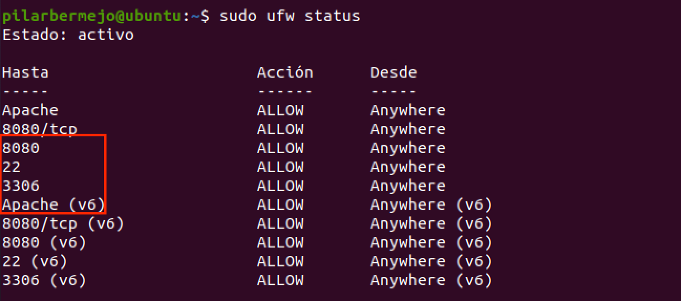 pilarbermejo@ubuntu:~$ sudo ufw status
Estado: activo
Hasta Acción Desde
----- ------ -----
Apache ALLOW Anywhere
8080/tcp ALLOW Anywhere
8080 ALLOW Anywhere
22 ALLOW Anywhere
3306 ALLOW Anywhere
Apache (v6) ALLOW Anywhere (v6)
8080/tcp (v6) ALLOW Anywhere (v6)
8080 (v6) ALLOW Anywhere (v6)
22 (v6) ALLOW Anywhere (v6)
3306 (v6) ALLOW Anywhere (v6)